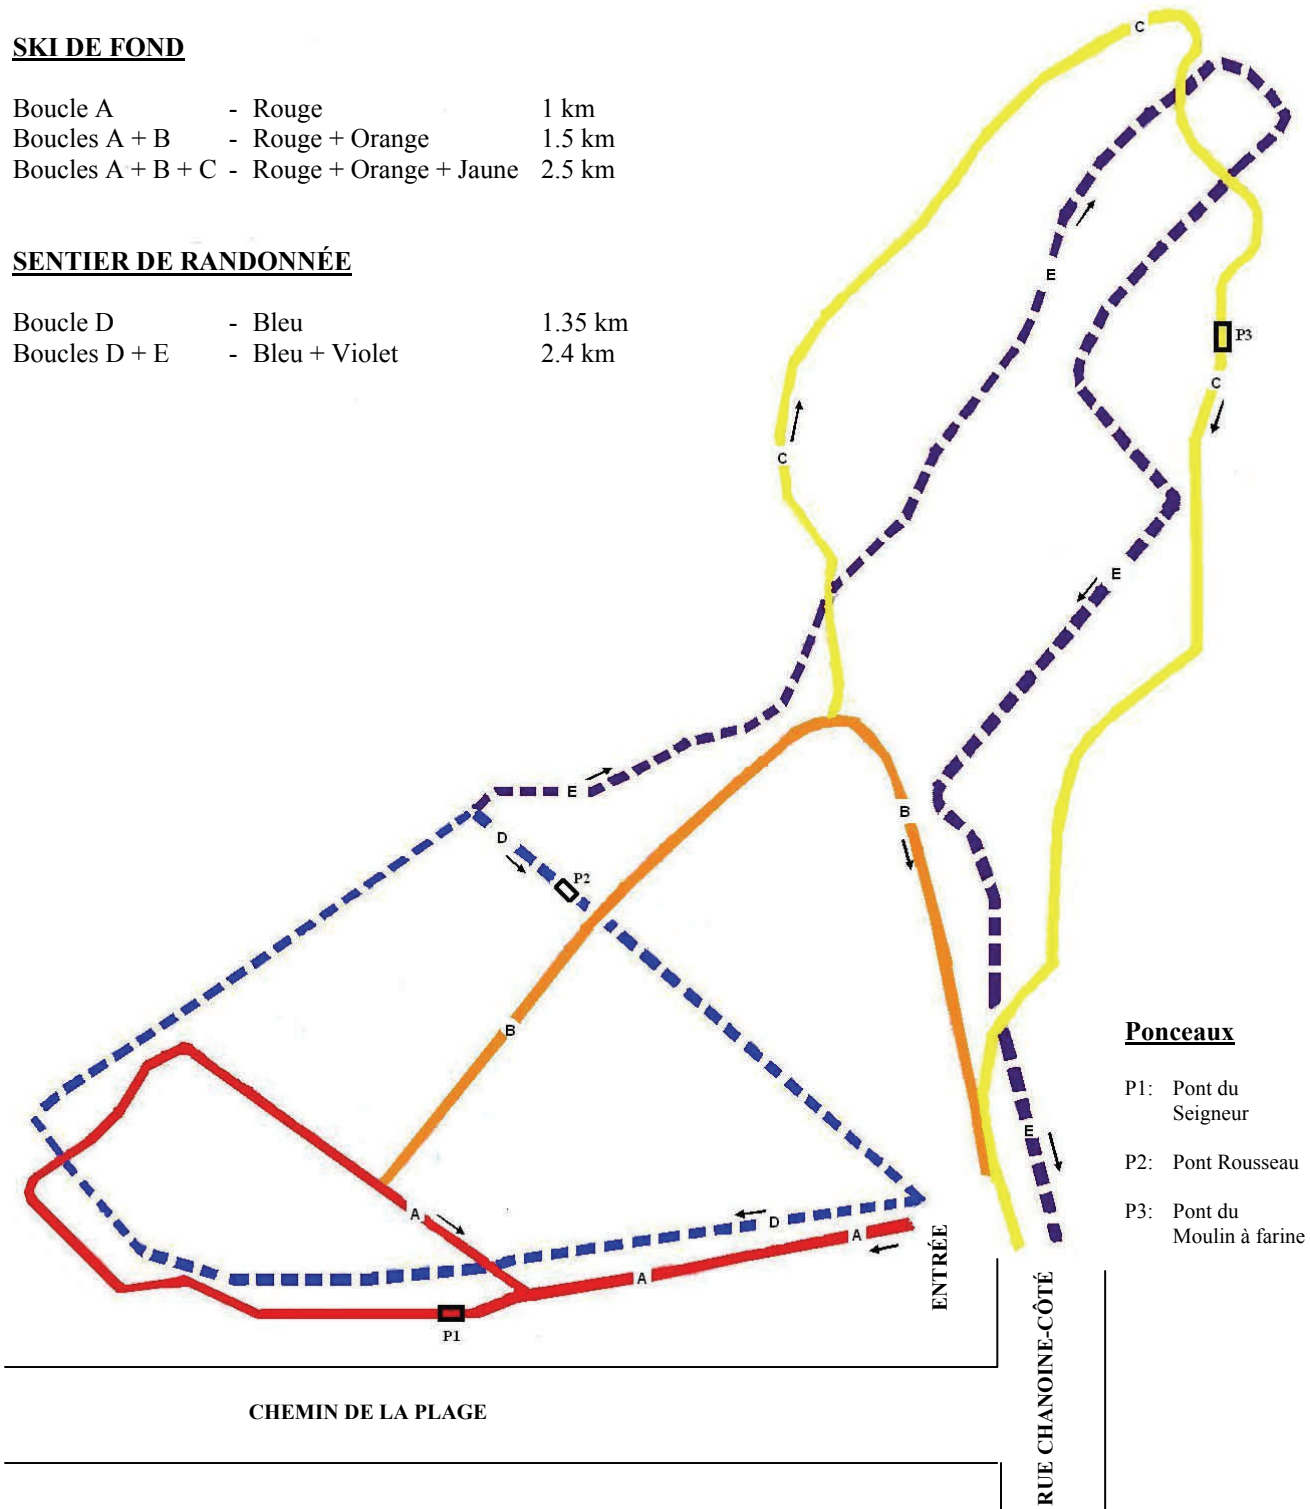 SKI DE FOND
Boucle A - Rouge 1 km
Boucles A + B - Rouge + Orange 1.5 km
Boucles A + B + C - Rouge + Orange + Jaune 2.5 km
SENTIER DE RANDONNÉE
Boucle D - Bleu 1.35 km
Boucles D + E - Bleu + Violet 2.4 km
C
E
P3
C
C
E
E
B
D
P2
B
E
A
D
A
A
P1
ENTRÉE
Ponceaux
P1: Pont du
Seigneur
P2: Pont Rousseau
P3: Pont du
Moulin à farine
CHEMIN DE LA PLAGE
RUE CHANOINE-CÔTÉ